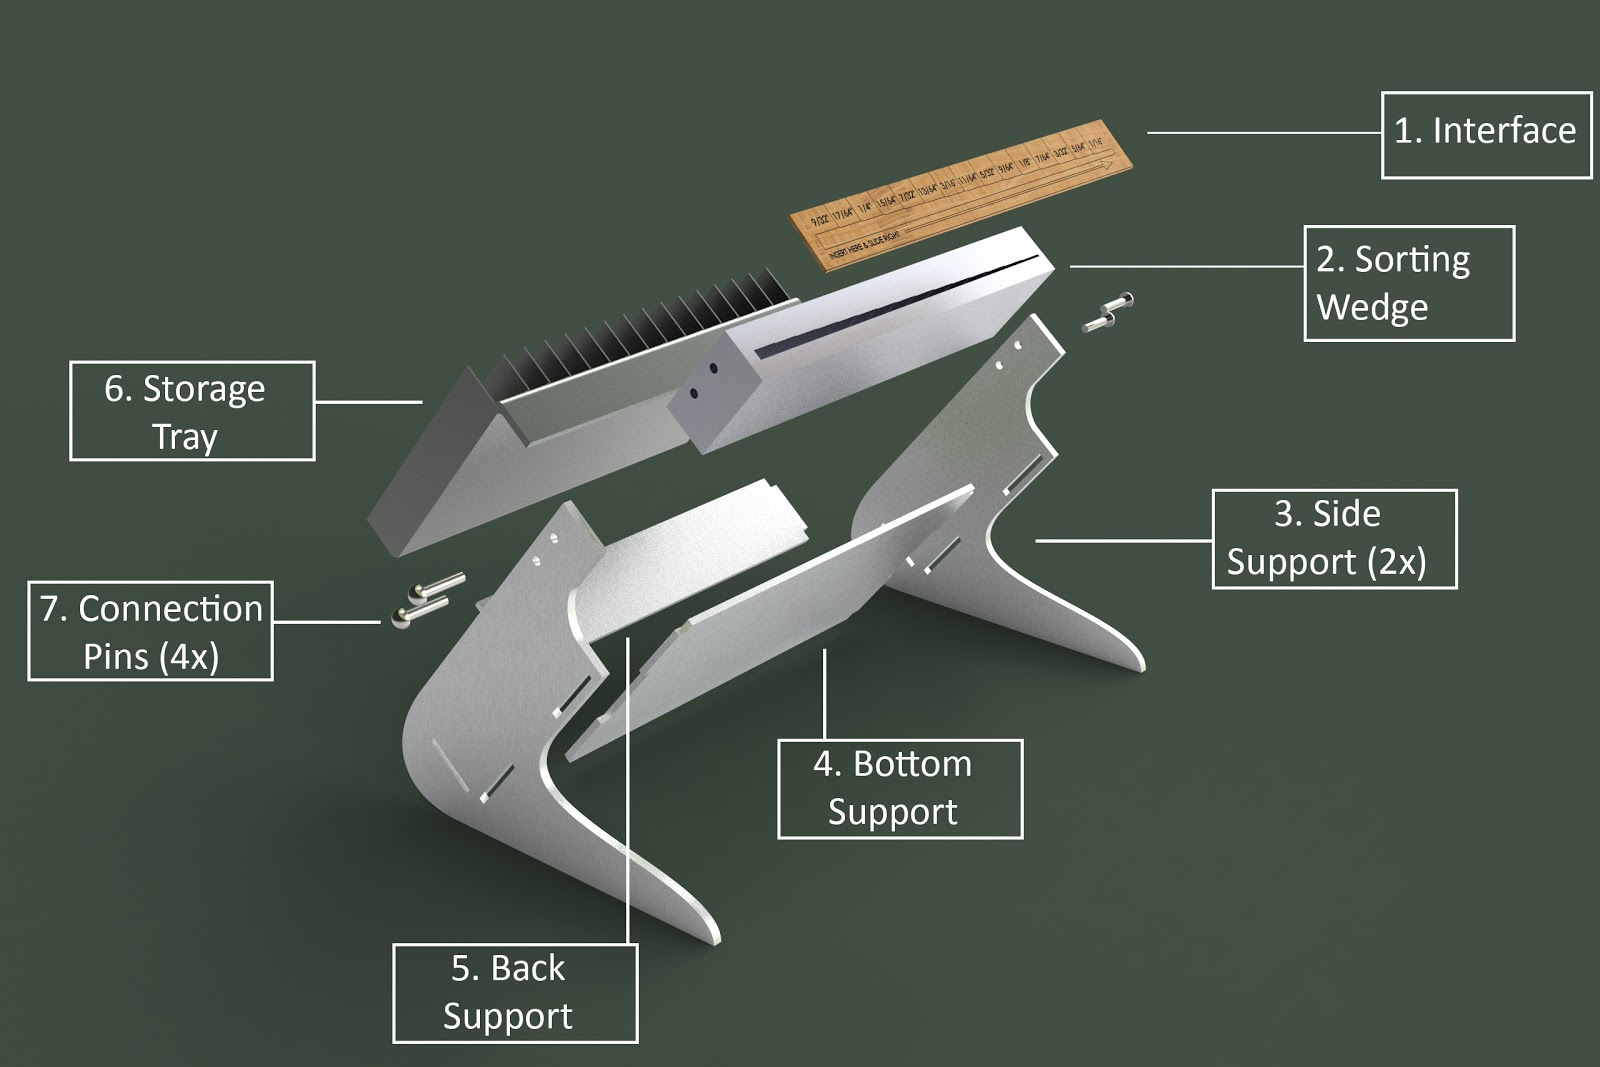 1. Interface
9/32" 17/64" 1/4" 15/64" 7/32" 13/64" 3/16" 11/64" 5/32" 9/64" 1/8" 7/64" 3/32" 5/64" 1/16"
INSERT HERE & SLIDE RIGHT
2. Sorting
Wedge
6. Storage
Tray
3. Side
Support (2x)
7. Connection
Pins (4x)
4. Bottom
Support
5. Back
Support